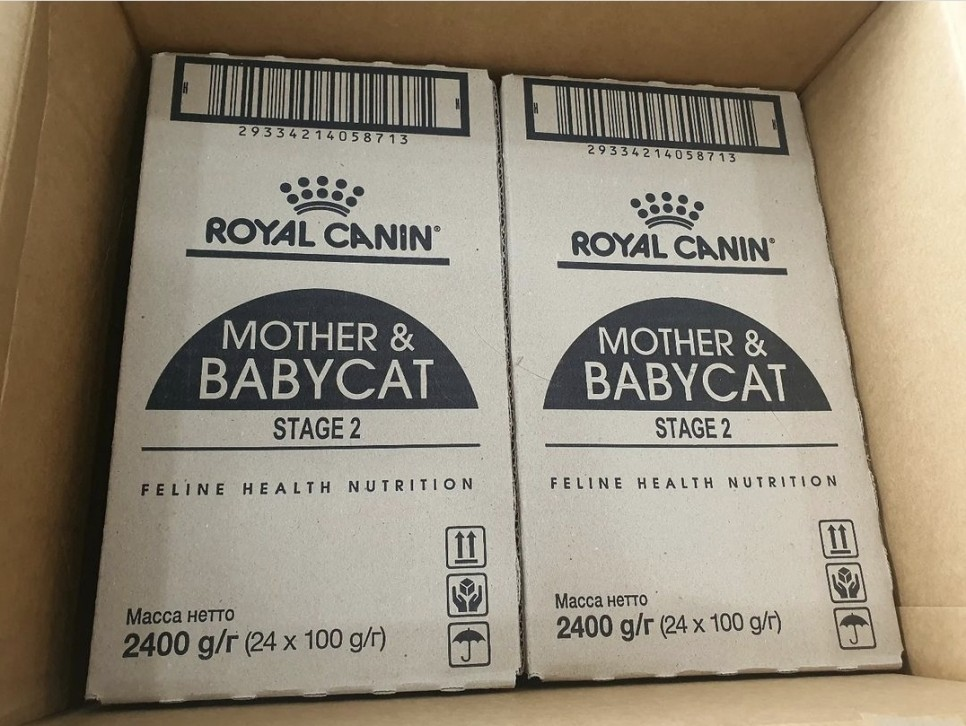 29334214058713
ROYAL CANIN®
MOTHER &
BABYCAT
STAGE 2
FELINE HEALTH NUTRITION
Масса нетто
2400 g/г (24 x 100 g/г)
29334214058713
ROYAL CANIN®
MOTHER &
BABYCAT
STAGE 2
FELINE HEALTH NUTRITION
Масса нетто
2400 g/г (24 x 100 g/г)